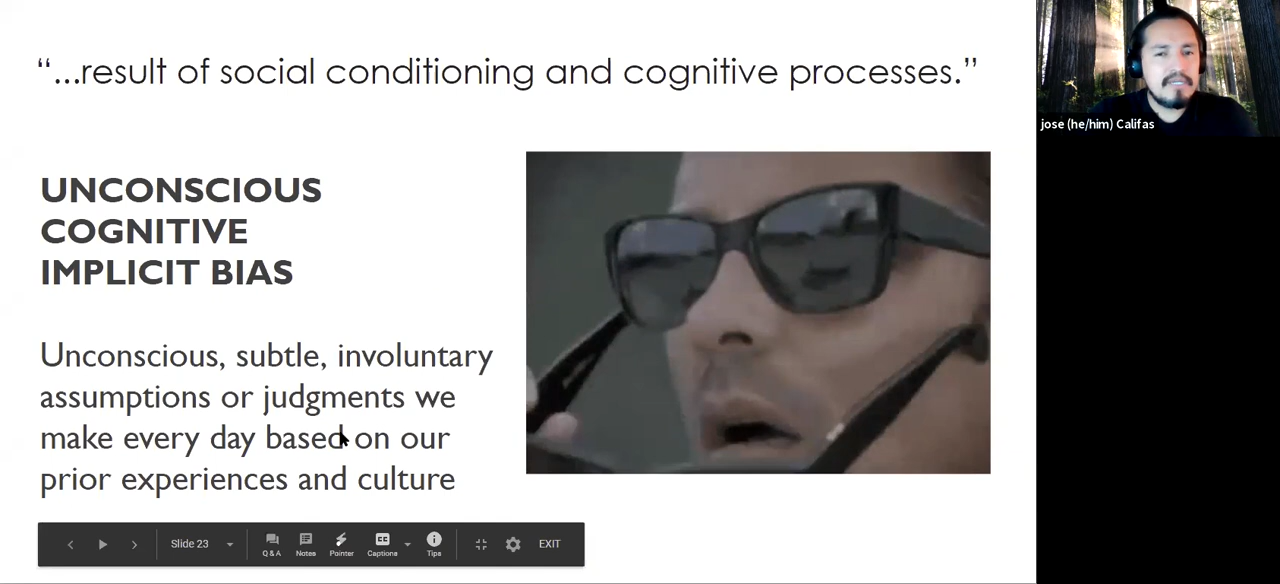 “...result of social conditioning and cognitive processes.”
jose (he/him) Califas
UNCONSCIOUS
COGNITIVE
IMPLICIT BIAS
Unconscious, subtle, involuntary
assumptions or judgments we
make every day based on our
prior experiences and culture
Slide 23
Q & A
Notes
Pointer
Captions
Tips
EXIT